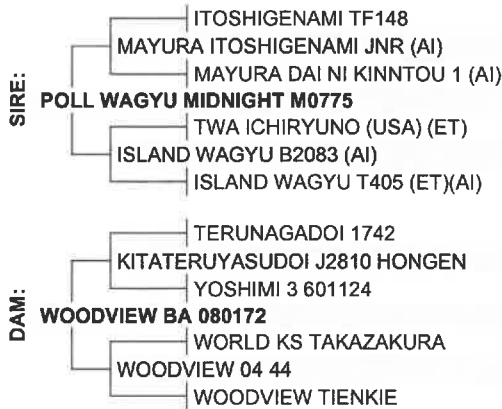 ITOSHIGENAMI TF148
MAYURA ITOSHIGENAMI JNR (AI)
MAYURA DAI NI KINNTOU 1 (AI)
SIRE:
POLL WAGYU MIDNIGHT M0775
TWA ICHIRYUNO (USA) (ET)
ISLAND WAGYU B2083 (AI)
ISLAND WAGYU T405 (ET)(AI)
TERUNAGADOI 1742
KITATERUYASUDOI J2810 HONGEN
YOSHIMI 3 601124
DAM:
WOODVIEW BA 080172
WORLD KS TAKAZAKURA
WOODVIEW 04 44
WOODVIEW TIENKIE